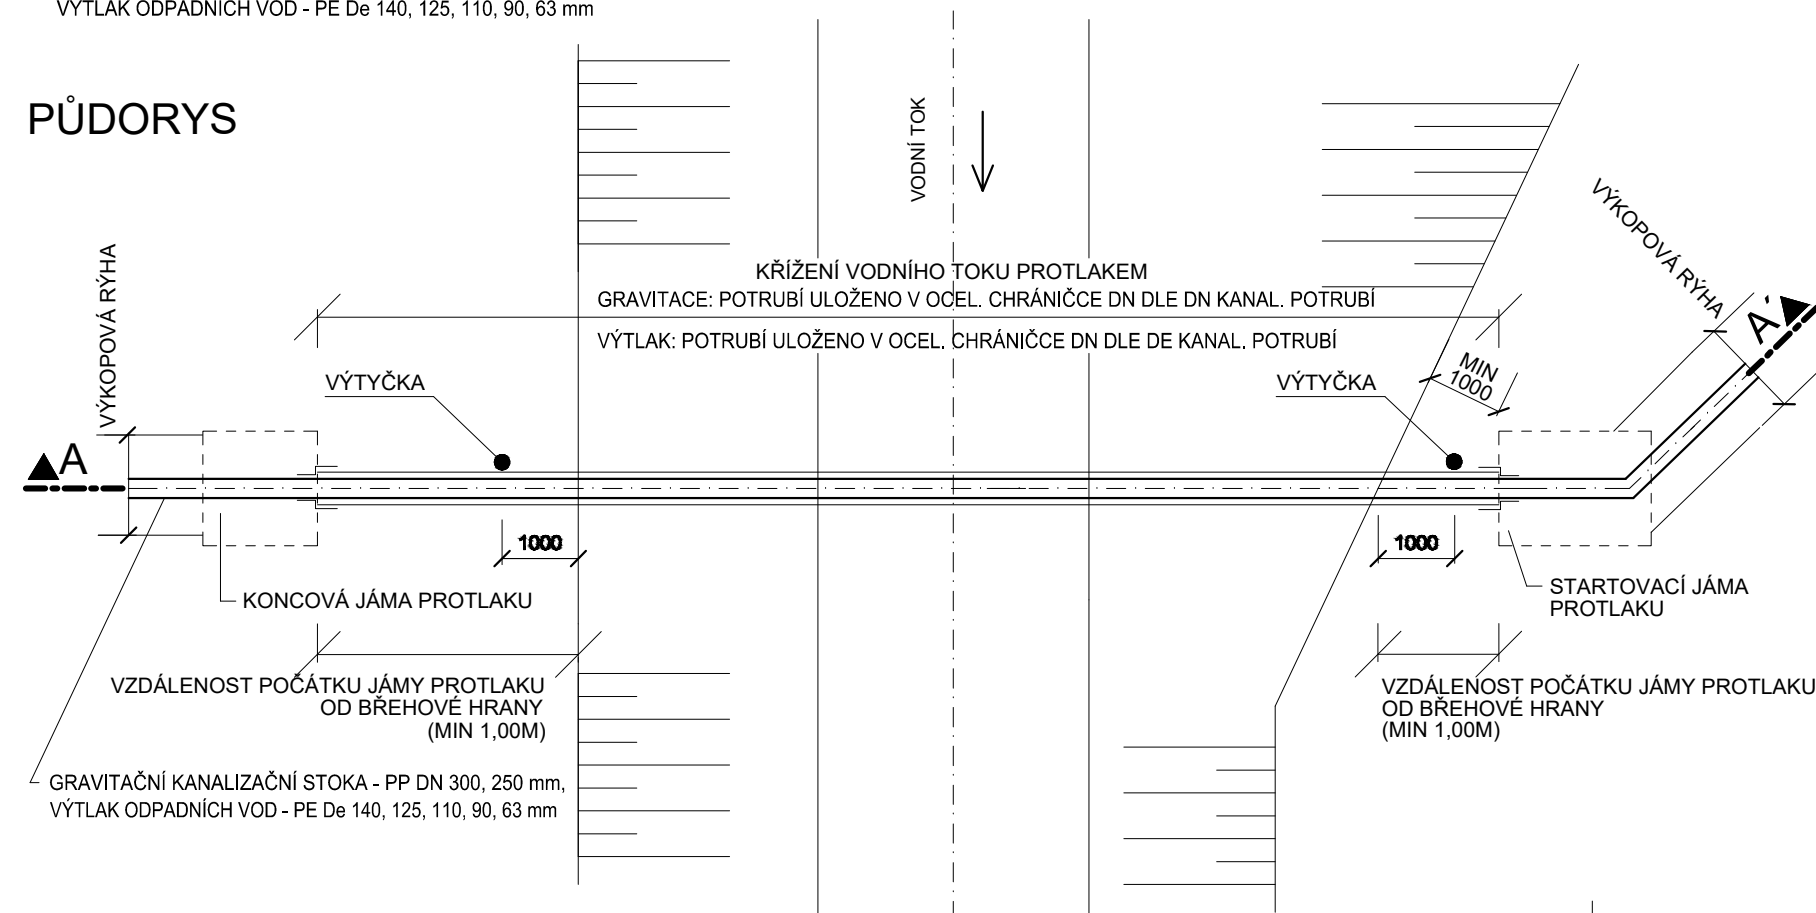 VÝTLAK ODPADNÍCH VOD - PE De 140, 125, 110, 90, 63 mm
PŮDORYS
VODNÍ TOK
VÝKOPOVÁ RÝHA
VÝKOPOVÁ RÝHA
KŘÍŽENÍ VODNÍHO TOKU PROTLAKEM
GRAVITACE: POTRUBÍ ULOŽENO V OCEL. CHRÁNIČCE DN DLE DN KANAL. POTRUBÍ
VÝTLAK: POTRUBÍ ULOŽENO V OCEL. CHRÁNIČCE DN DLE DE KANAL. POTRUBÍ
A
MIN
1000
VÝTYČKA
VÝTYČKA
A
1000
1000
KONCOVÁ JÁMA PROTLAKU
STARTOVACÍ JÁMA
PROTLAKU
VZDÁLENOST POČÁTKU JÁMY PROTLAKU
OD BŘEHOVÉ HRANY
(MIN 1,00M)
VZDÁLENOST POČÁTKU JÁMY PROTLAKU
OD BŘEHOVÉ HRANY
(MIN 1,00M)
GRAVITAČNÍ KANALIZAČNÍ STOKA - PP DN 300, 250 mm,
VÝTLAK ODPADNÍCH VOD - PE De 140, 125, 110, 90, 63 mm